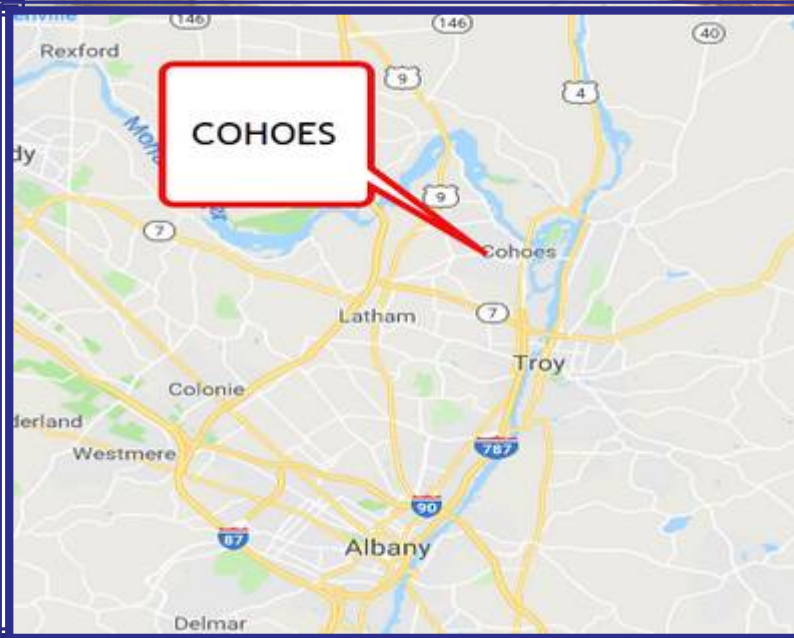 146
146
40
Rexford
9
4
COHOES
dy
9
7
Cohoes
Latham
7
Troy
Colonie
derland
Westmere
787
90
87
Albany
Delmar